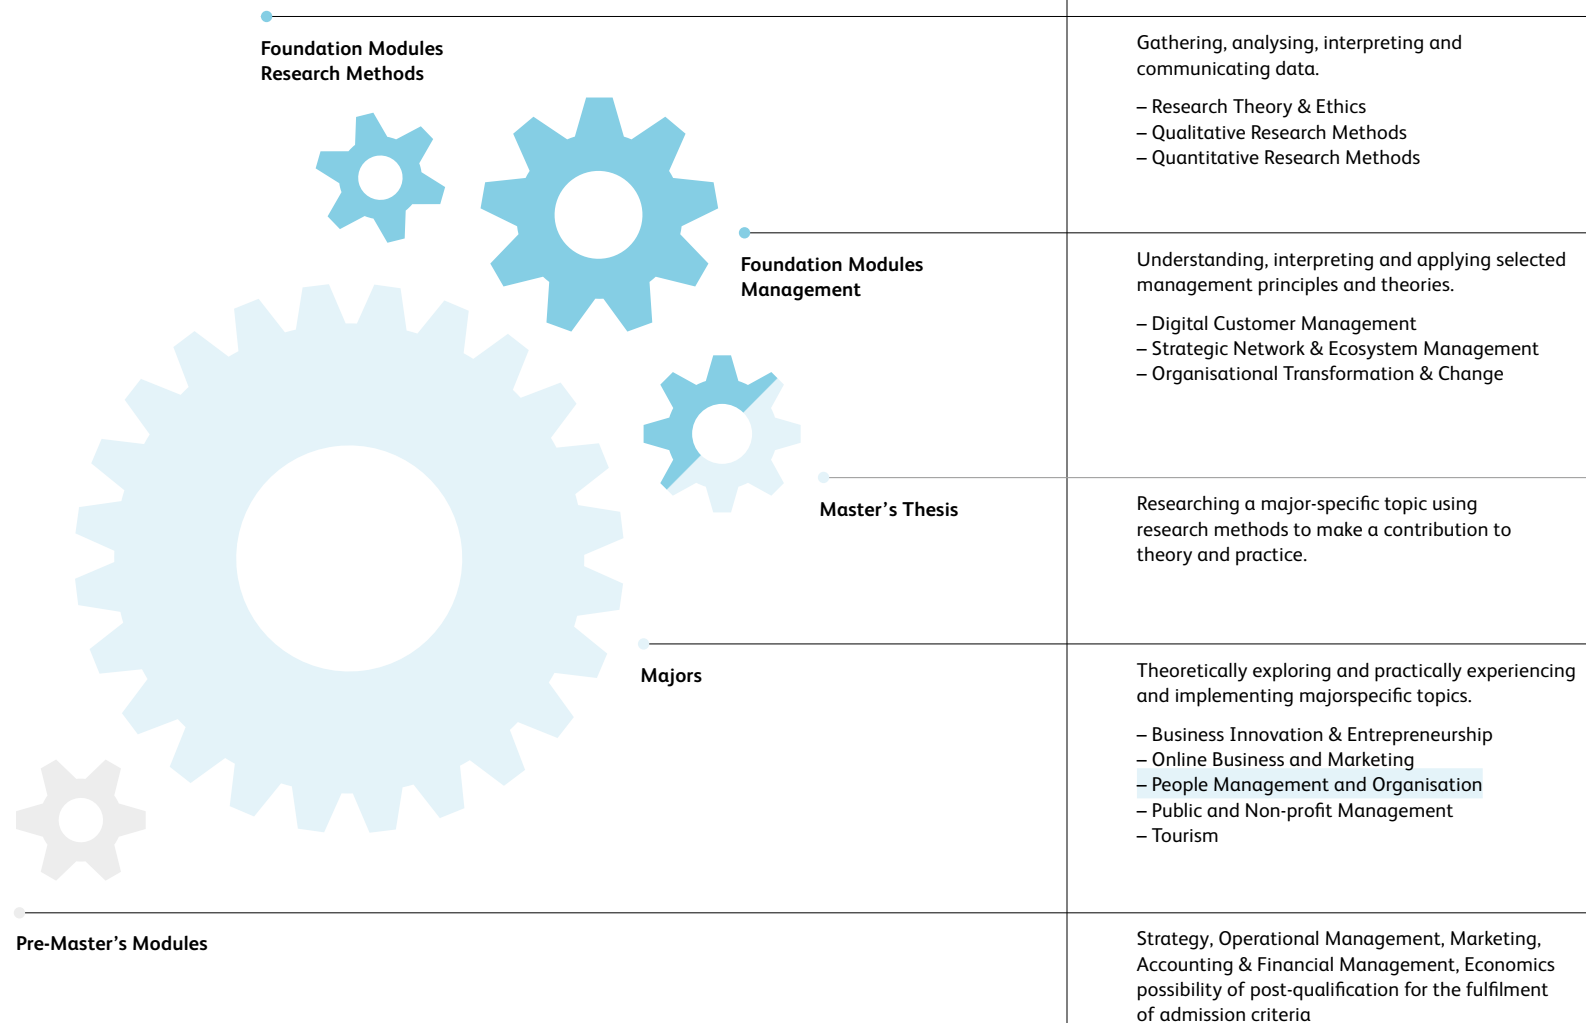 Foundation Modules
Research Methods
Gathering, analysing, interpreting and
communicating data.
– Research Theory & Ethics
– Qualitative Research Methods
– Quantitative Research Methods
Foundation Modules
Management
Understanding, interpreting and applying selected
management principles and theories.
– Digital Customer Management
– Strategic Network & Ecosystem Management
– Organisational Transformation & Change
Master’s Thesis
Researching a major-specific topic using
research methods to make a contribution to
theory and practice.
Majors
Theoretically exploring and practically experiencing
and implementing majorspecific topics.
– Business Innovation & Entrepreneurship
– Online Business and Marketing
– People Management and Organisation
– Public and Non-profit Management
– Tourism
Pre-Master’s Modules
Strategy, Operational Management, Marketing,
Accounting & Financial Management, Economics
possibility of post-qualification for the fulfilment
of admission criteria